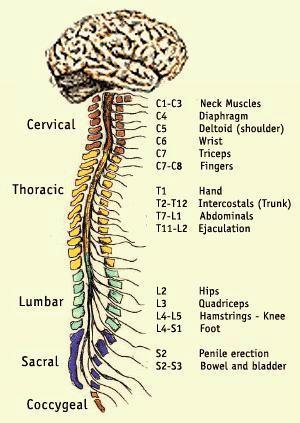 Cervical
C1-C3 Neck Muscles
C4 Diaphragm
C5 Deltoid (shoulder)
C6 Wrist
C7 Triceps
C7-C8 Fingers
Thoracic
T1 Hand
T2-T12 Intercostals (Trunk)
T7-L1 Abdominals
T11-L2 Ejaculation
Lumbar
L2 Hips
L3 Quadriceps
L4-L5 Hamstrings - Knee
L4-S1 Foot
Sacral
S2 Penile erection
S2-S3 Bowel and bladder
Coccygeal